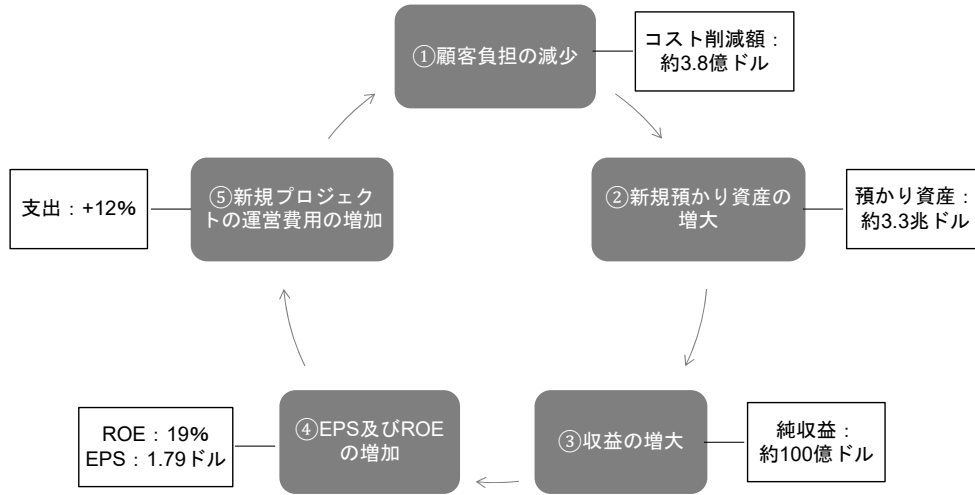 ①顧客負担の減少
コスト削減額：
約3.8億ドル
②新規預かり資産の
増大
預かり資産：
約3.3兆ドル
③収益の増大
純収益：
約100億ドル
④EPS及びROE
の増加
ROE：19%
EPS：1.79ドル
⑤新規プロジェク
トの運営費用の増加
支出：+12%